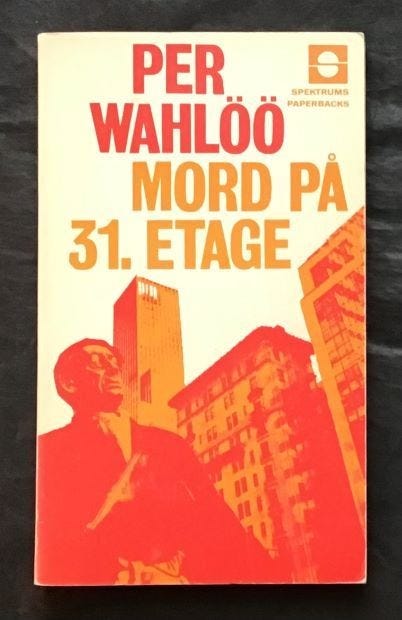 PER
WAHLÖÖ
MORD PÅ
31. ETAGE
SPEKTRUMS
PAPERBACKS